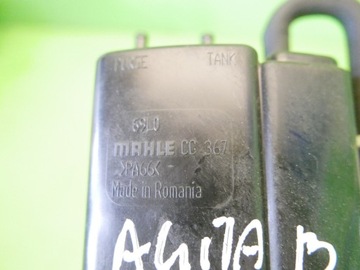 PURGE TANK
MAHLE CC 367
>PA66<
Made in Romania
AGILA B